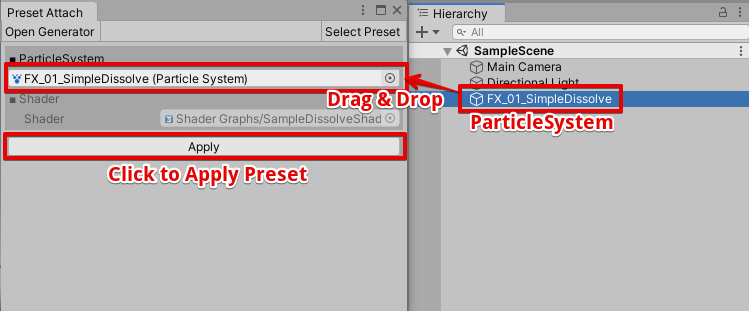 Preset Attach
Open Generator
Select Preset
ParticleSystem
FX_01_SimpleDissolve (Particle System)
Shader
Shader
Shader Graphs/SampleDissolveShad
Apply
Click to Apply Preset
Drag & Drop
Hierarchy
All
SampleScene
Main Camera
Directional Light
FX_01_SimpleDissolve
ParticleSystem